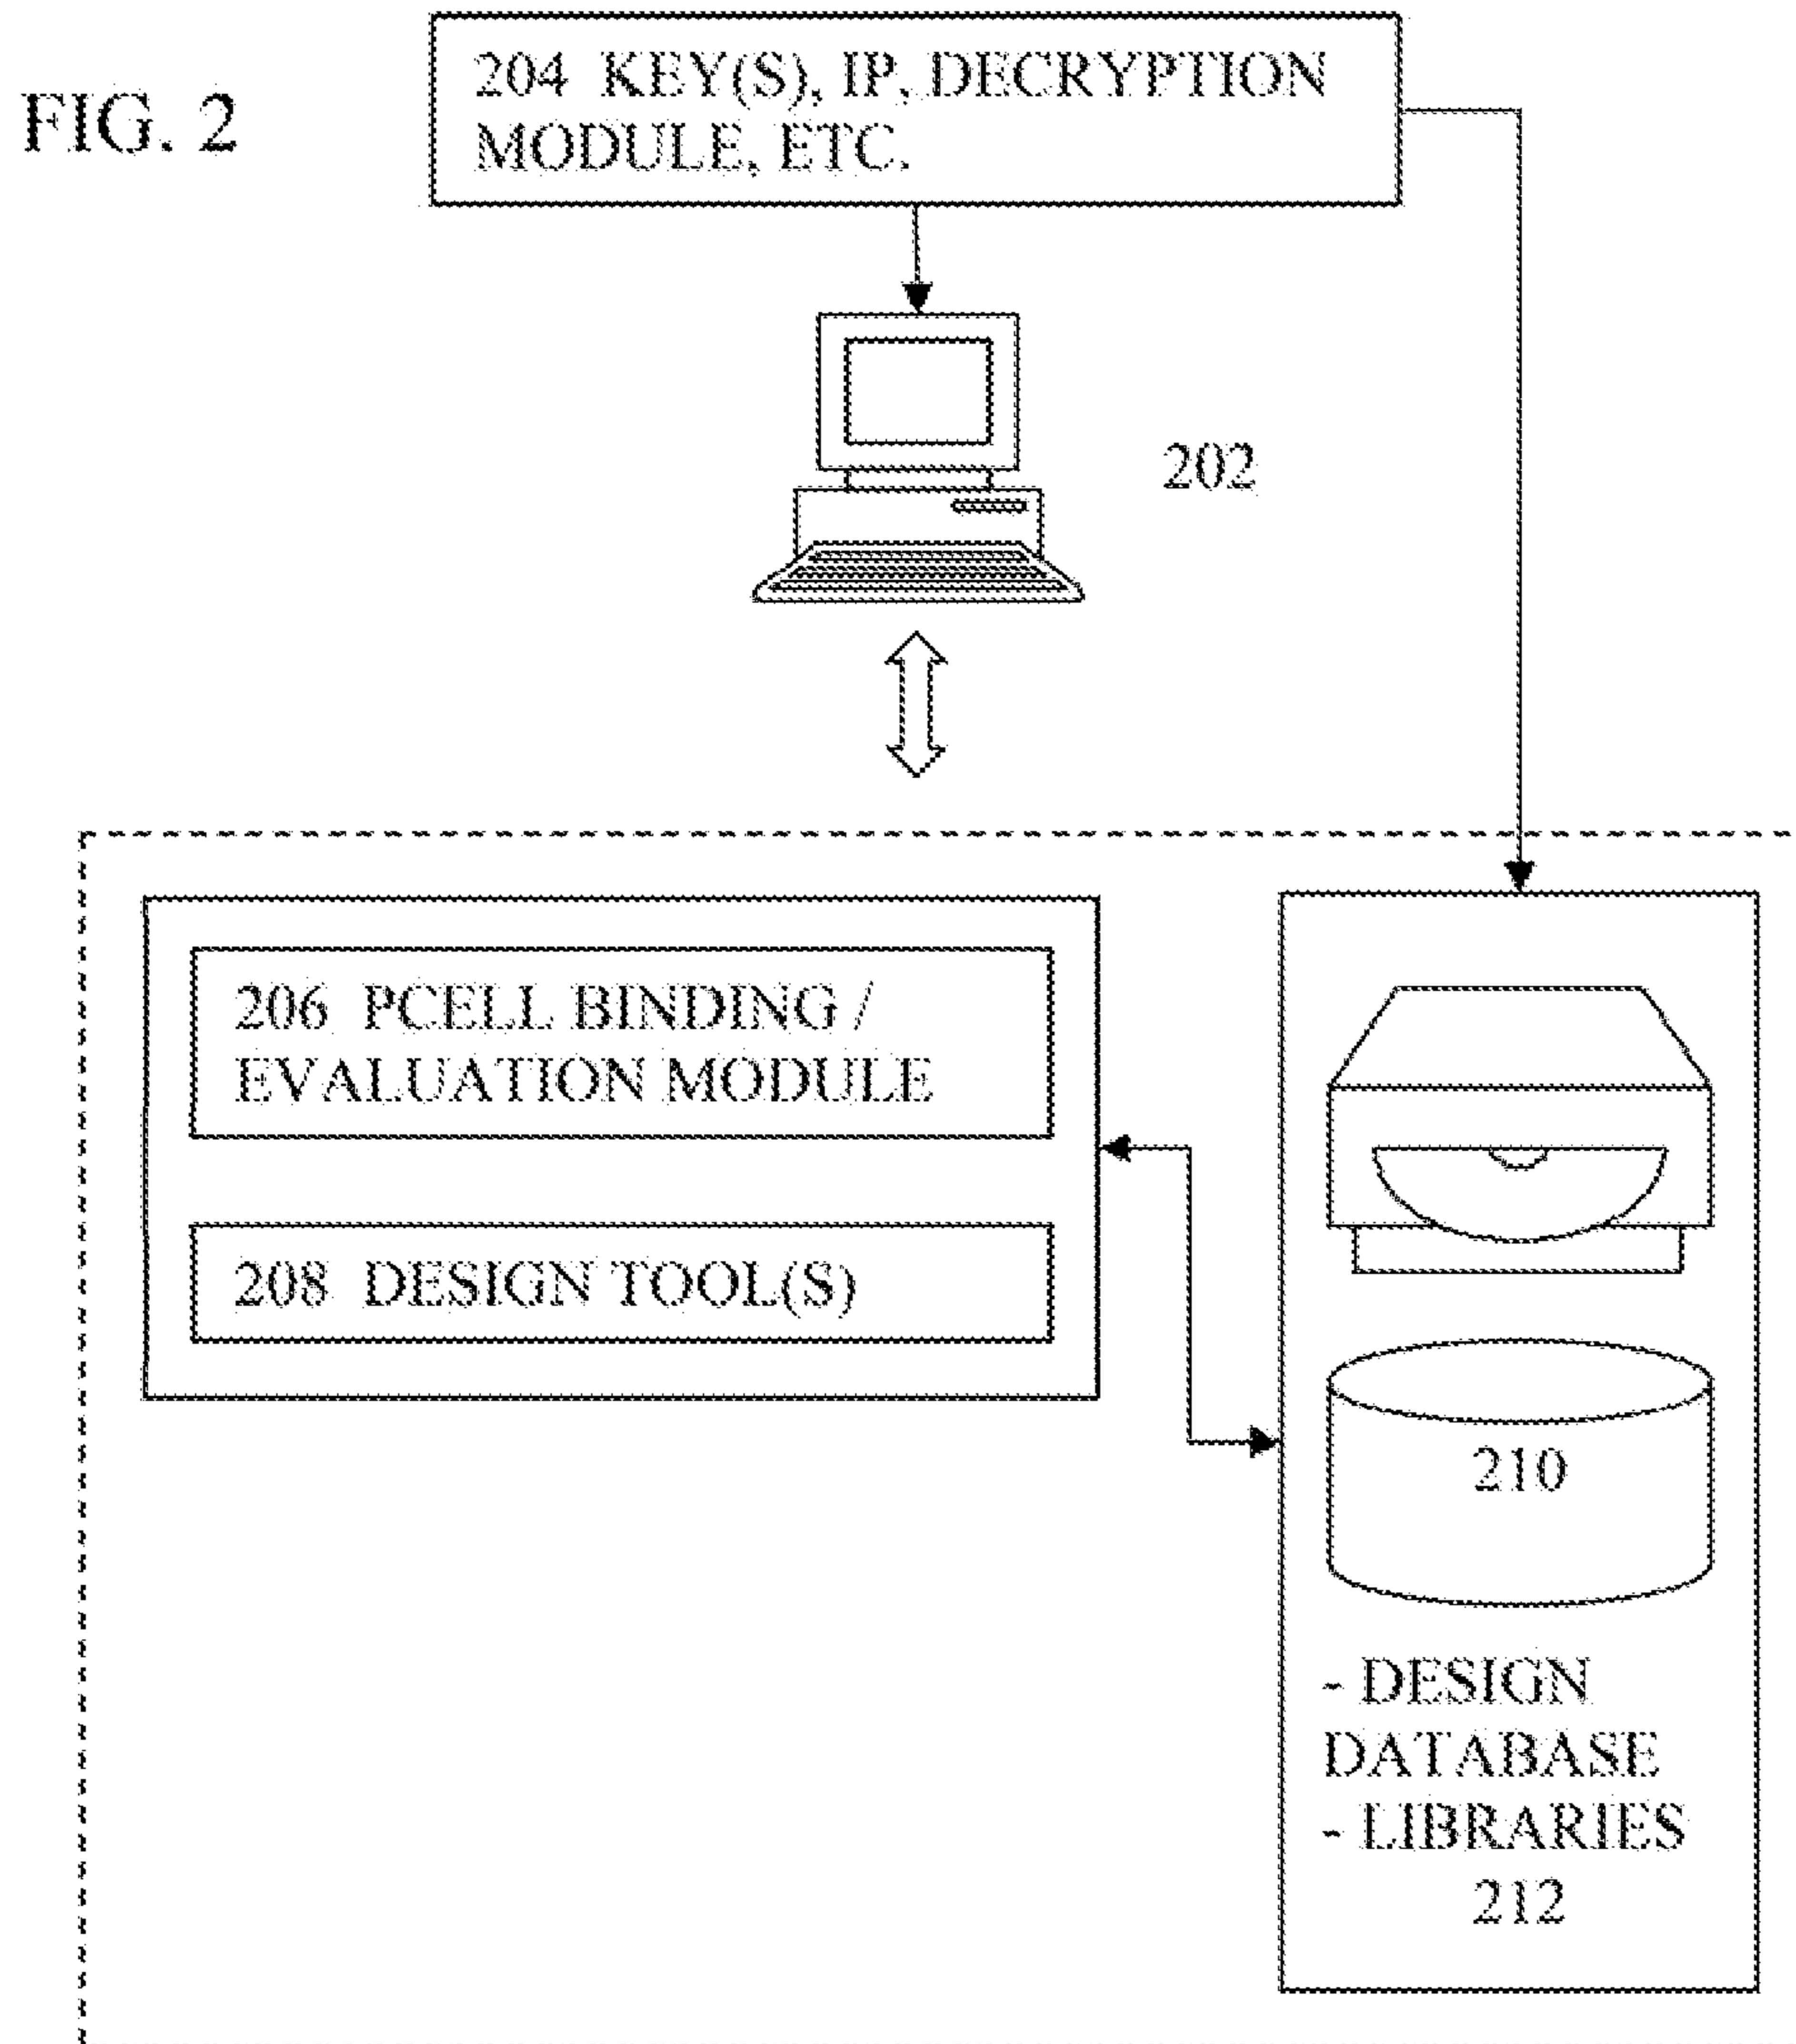 FIG. 2
204 KEY(S), IP, DECRYPTION
MODULE, ETC.
202
206 PCELL BINDING /
EVALUATION MODULE
208 DESIGN TOOL(S)
210
- DESIGN
DATABASE
- LIBRARIES
212